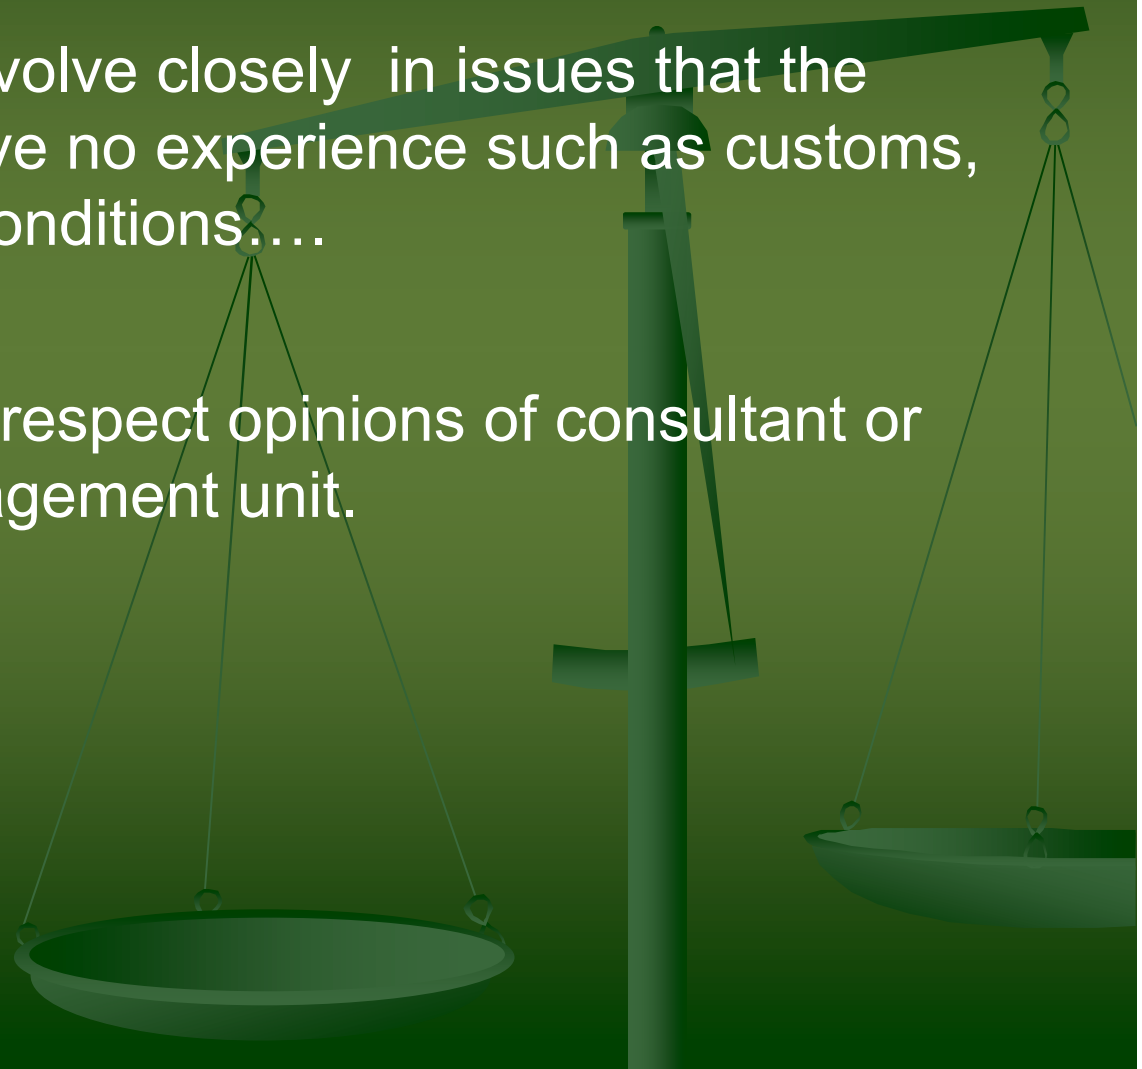 volve closely  in issues that the
ve no experience such as customs,
onditions.…
respect opinions of consultant or
agement unit.